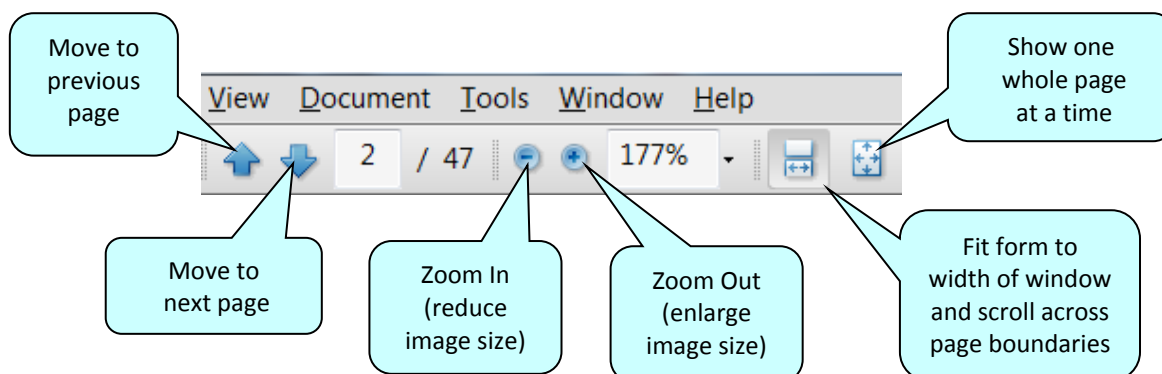 Move to
previous
page
Show one
whole page
at a time
View Document Tools Window Help
2 / 47 177%
Move to
next page
Zoom In
(reduce
image size)
Zoom Out
(enlarge
image size)
Fit form to
width of window
and scroll across
page boundaries